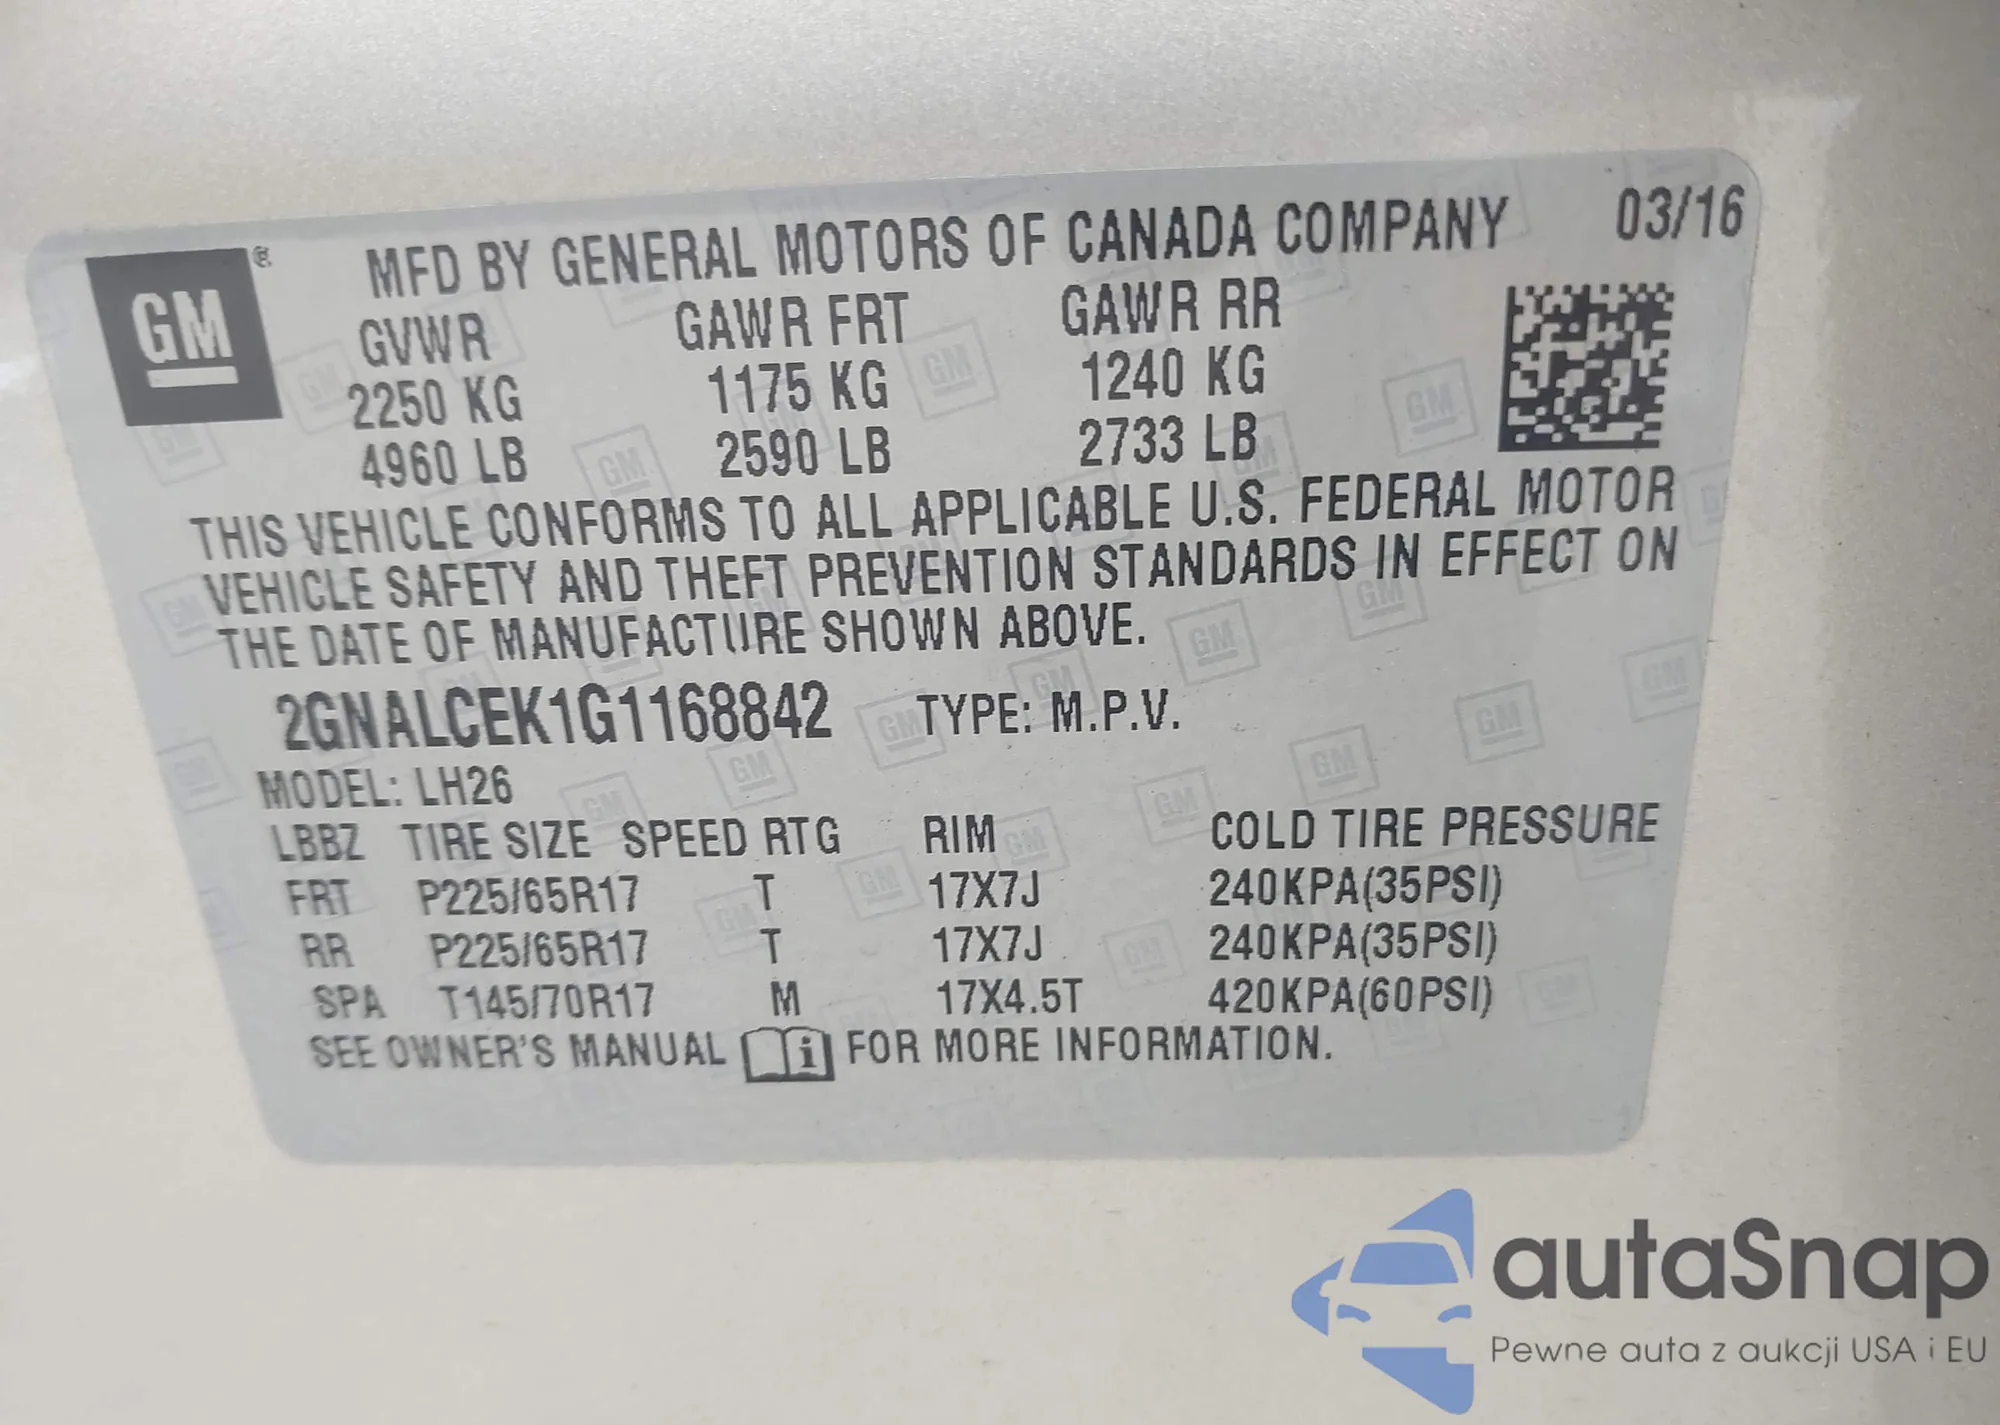 GM®
MFD BY GENERAL MOTORS OF CANADA COMPANY 03/16
GVWR GAWR FRT GAWR RR
2250 KG 1175 KG 1240 KG
4960 LB 2590 LB 2733 LB
THIS VEHICLE CONFORMS TO ALL APPLICABLE U.S. FEDERAL MOTOR
VEHICLE SAFETY AND THEFT PREVENTION STANDARDS IN EFFECT ON
THE DATE OF MANUFACTURE SHOWN ABOVE.
2GNALCEK1G1168842 TYPE: M.P.V.
MODEL: LH26
LBBZ TIRE SIZE SPEED RTG RIM COLD TIRE PRESSURE
FRT P225/65R17 T 17X7J 240KPA(35PSI)
RR P225/65R17 T 17X7J 240KPA(35PSI)
SPA T145/70R17 M 17X4.5T 420KPA(60PSI)
SEE OWNER'S MANUAL i FOR MORE INFORMATION.
autaSnap
Pewne auta z aukcji USA i EU